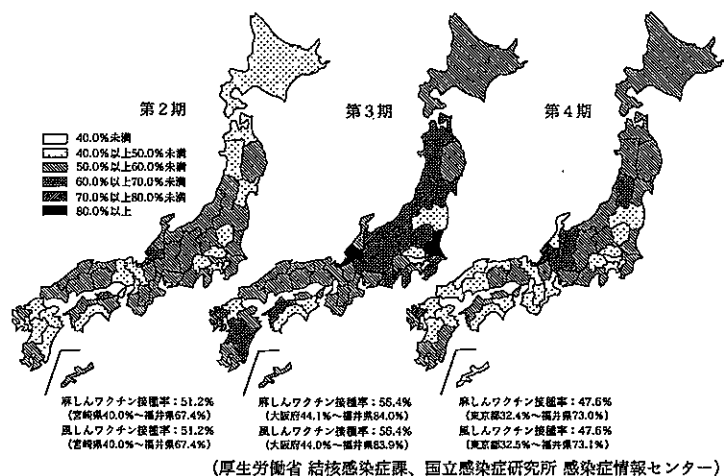 第2期
第3期
第4期
40.0%未満
40.0%以上50.0%未満
50.0%以上60.0%未満
60.0%以上70.0%未満
70.0%以上80.0%未満
80.0%以上
麻しんワクチン接種率:51.2%
(宮崎県40.0%~福井県67.4%)
風しんワクチン接種率:51.2%
(宮崎県40.0%~福井県67.4%)
麻しんワクチン接種率:56.4%
(大阪府44.1%~福井県84.0%)
風しんワクチン接種率:56.4%
(大阪府44.0%~福井県83.9%)
麻しんワクチン接種率:47.6%
(東京都32.4%~福井県73.0%)
風しんワクチン接種率:47.6%
(東京都32.5%~福井県73.1%)
(厚生労働省 結核感染症課、国立感染症研究所 感染症情報センター)